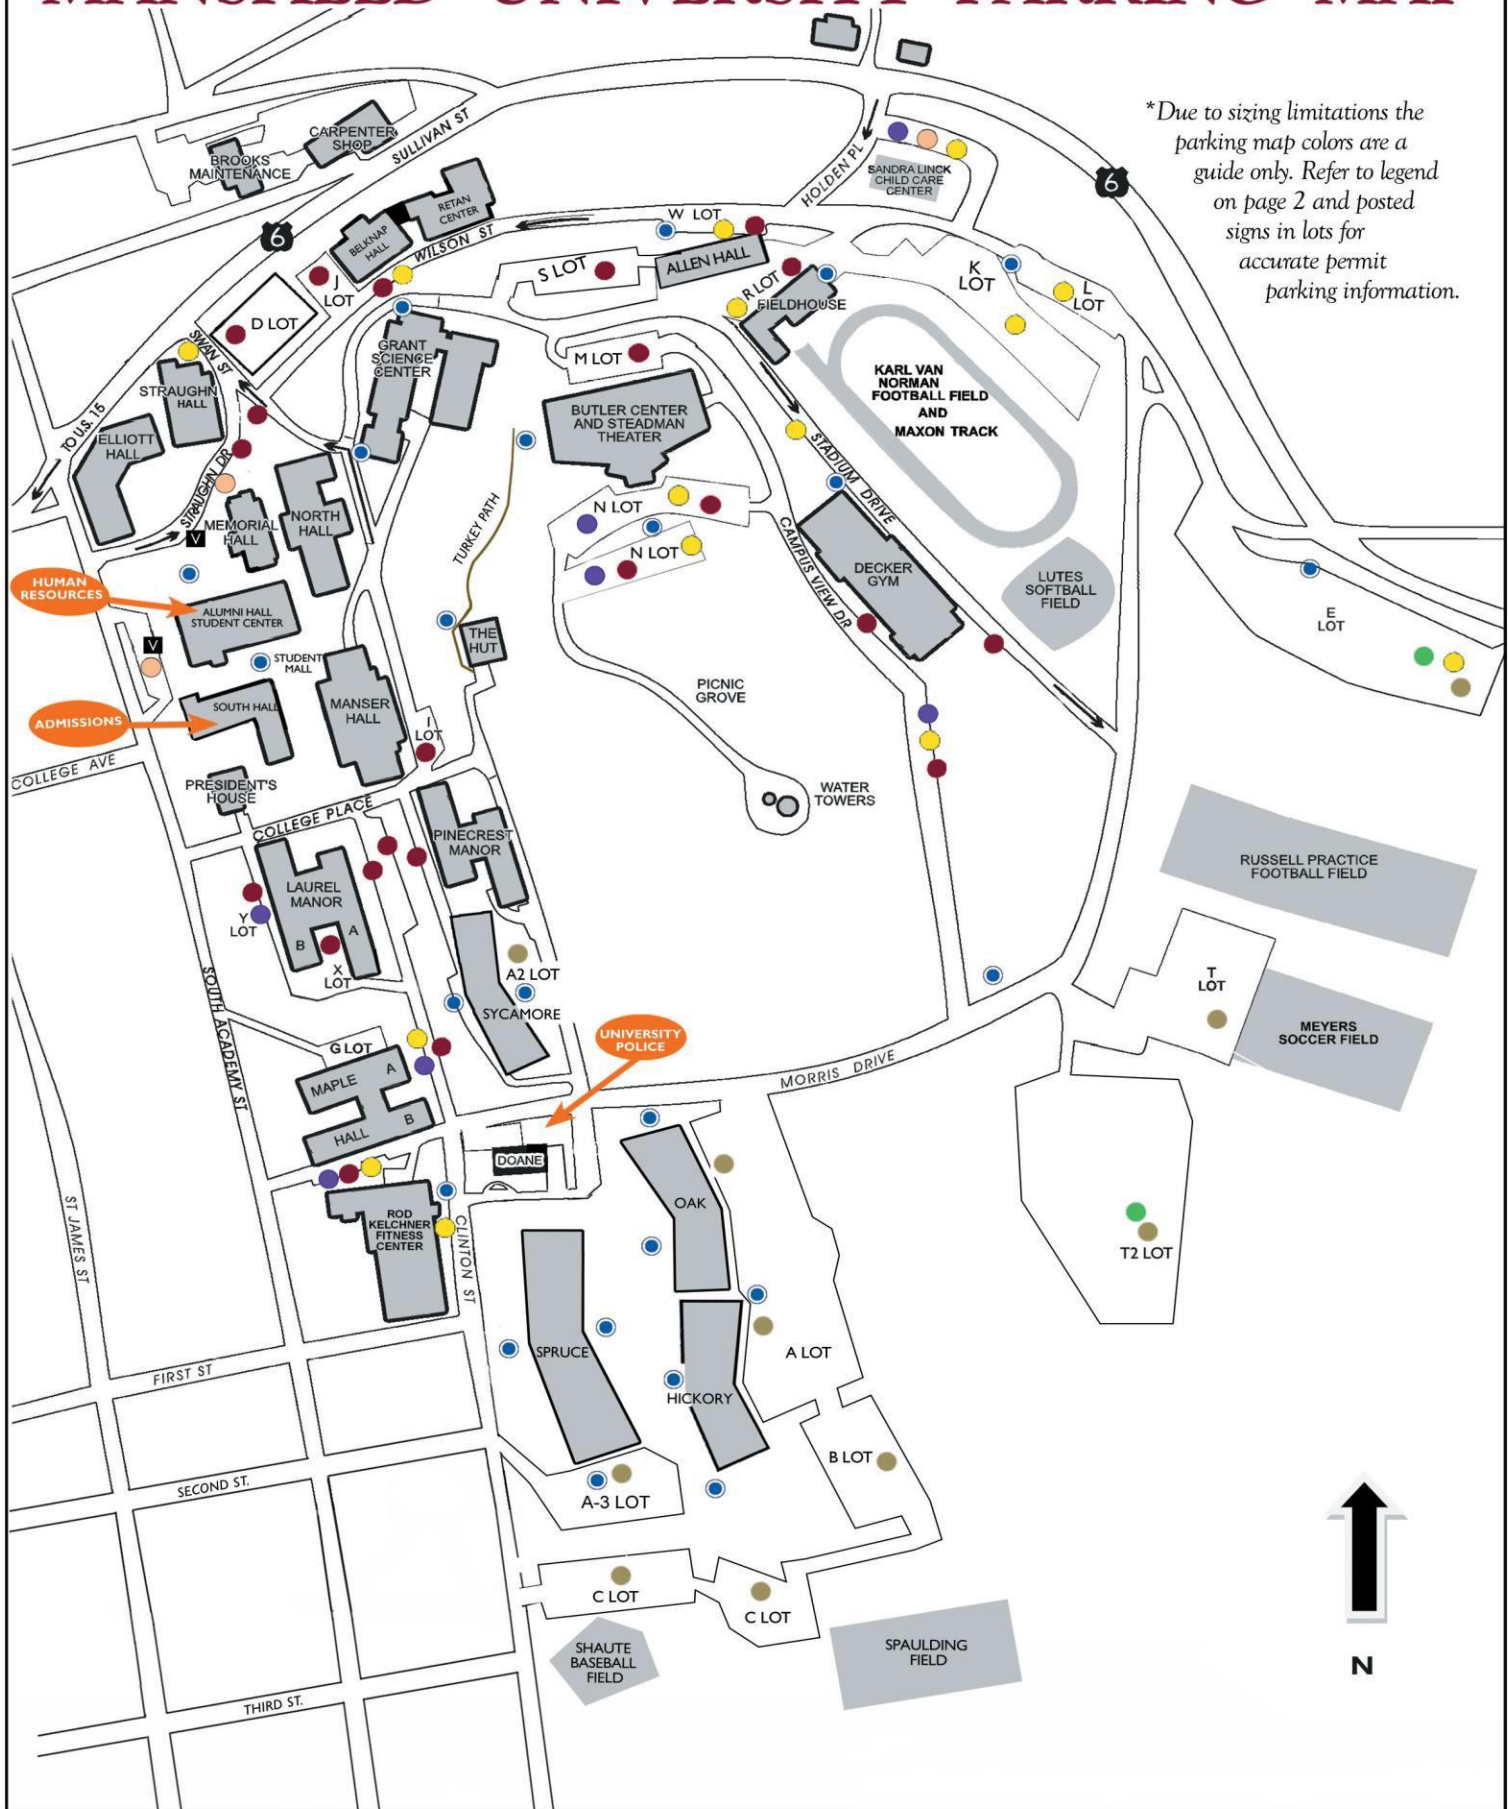 MANSFIELD UNIVERSITY PARKING MAP
*Due to sizing limitations the
parking map colors are a
guide only. Refer to legend
on page 2 and posted
signs in lots for
accurate permit
parking information.
CARPENTER
SHOP
BROOKS
MAINTENANCE
SULLIVAN ST
6
6
RETAN
CENTER
BELKNAP
HALL
WILSON ST
HOLDEN PL
SANDRA LINCK
CHILD CARE
CENTER
W LOT
ALLEN HALL
S LOT
J
LOT
D LOT
R LOT
FIELDHOUSE
K
LOT
L
LOT
SWAN ST
GRANT
SCIENCE
CENTER
M LOT
STRAUGHN
HALL
KARL VAN
NORMAN
FOOTBALL FIELD
AND
MAXON TRACK
TO U.S. 15
ELLIOTT
HALL
BUTLER CENTER
AND STEADMAN
THEATER
STADIUM DRIVE
STRAUGHN DR
V
MEMORIAL
HALL
NORTH
HALL
TURKEY PATH
N LOT
N LOT
CAMPUS VIEW DR
DECKER
GYM
LUTES
SOFTBALL
FIELD
E
LOT
HUMAN
RESOURCES
ALUMNI HALL
STUDENT CENTER
V
STUDENT
MALL
THE
HUT
PICNIC
GROVE
ADMISSIONS
SOUTH HALL
MANSER
HALL
I
LOT
COLLEGE AVE
PRESIDENT'S
HOUSE
WATER
TOWERS
COLLEGE PLACE
PINECREST
MANOR
RUSSELL PRACTICE
FOOTBALL FIELD
LAUREL
MANOR
B
A
Y
LOT
X
LOT
A2 LOT
SYCAMORE
T
LOT
MEYERS
SOCCER FIELD
SOUTH ACADEMY ST
UNIVERSITY
POLICE
G LOT
MAPLE
A
HALL
B
MORRIS DRIVE
DOANE
OAK
ST JAMES ST
ROD
KELCHNER
FITNESS
CENTER
CLINTON ST
T2 LOT
SPRUCE
A LOT
FIRST ST
HICKORY
B LOT
SECOND ST.
A-3 LOT
C LOT
C LOT
SHAUTE
BASEBALL
FIELD
SPAULDING
FIELD
N
THIRD ST.